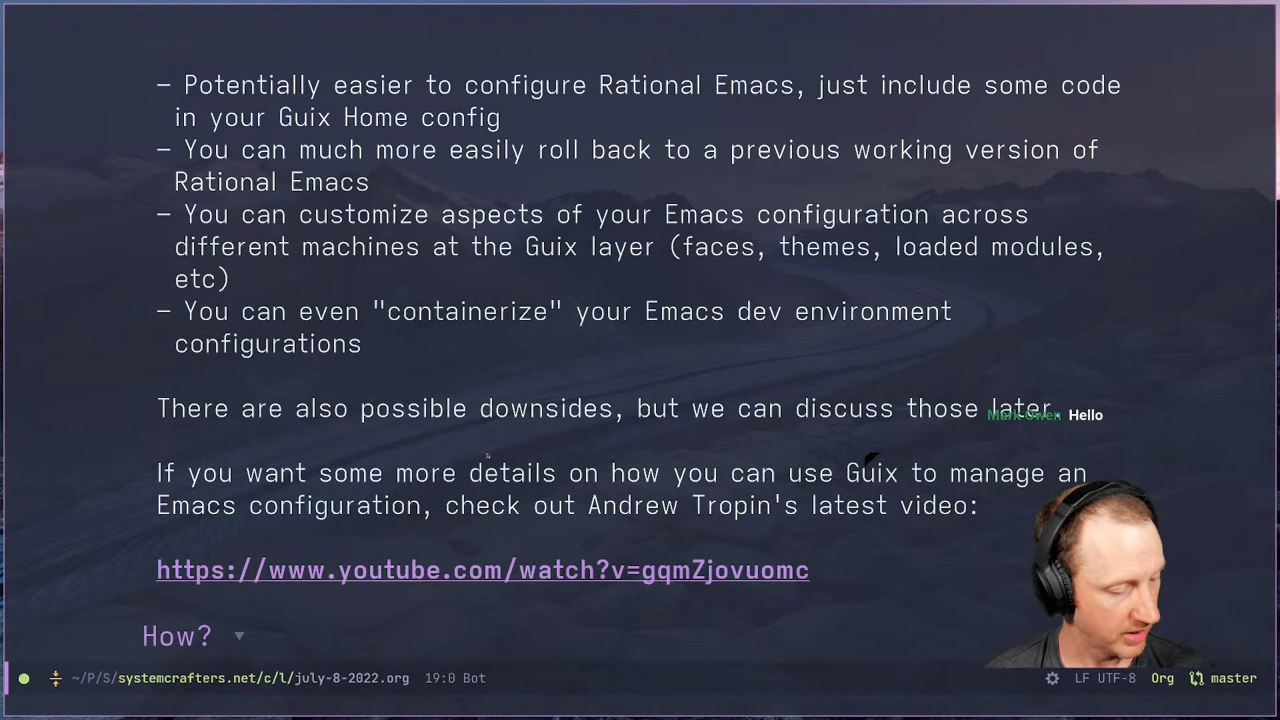 – Potentially easier to configure Rational Emacs, just include some code
in your Guix Home config
– You can much more easily roll back to a previous working version of
Rational Emacs
– You can customize aspects of your Emacs configuration across
different machines at the Guix layer (faces, themes, loaded modules,
etc)
– You can even "containerize" your Emacs dev environment
configurations
There are also possible downsides, but we can discuss those later.
Mark Owen Hello
If you want some more details on how you can use Guix to manage an
Emacs configuration, check out Andrew Tropin's latest video:
https://www.youtube.com/watch?v=gqmZjovuomc
How?
~/P/S/systemcrafters.net/c/l/july-8-2022.org 19:0 Bot LF UTF-8 Org master